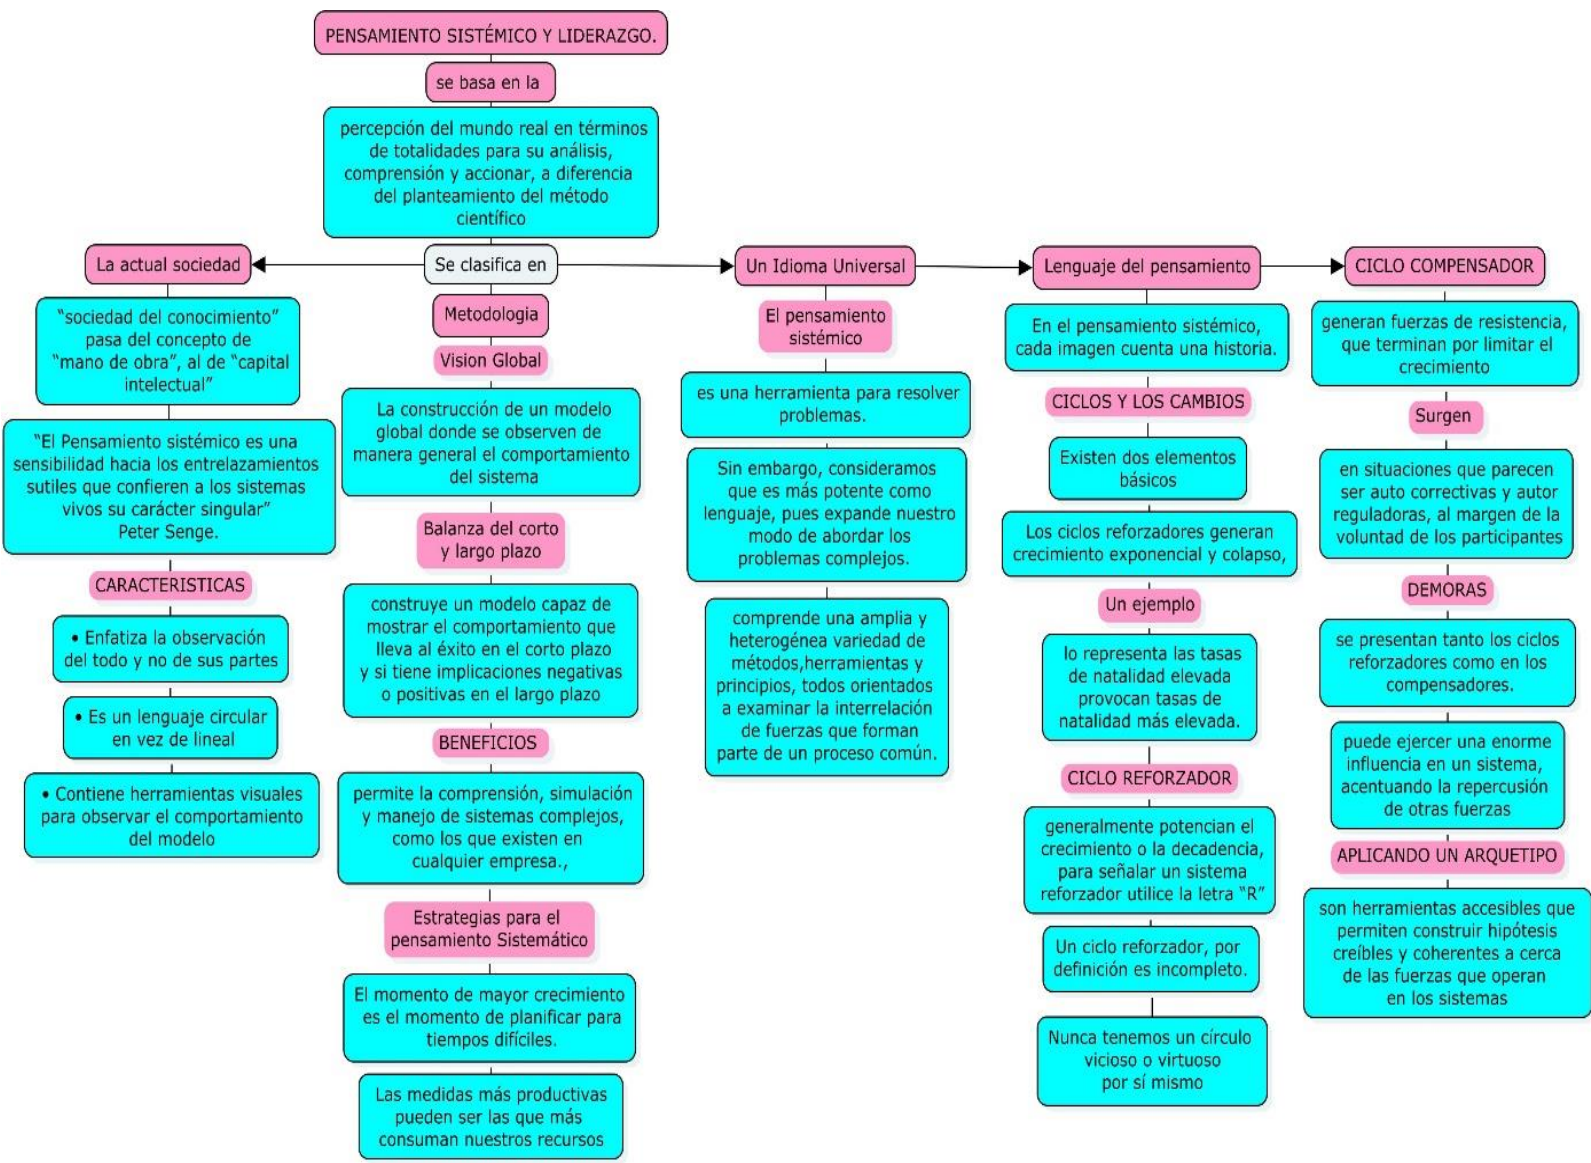 PENSAMIENTO SISTÉMICO Y LIDERAZGO.
se basa en la
percepción del mundo real en términos
de totalidades para su análisis,
comprensión y accionar, a diferencia
del planteamiento del método
científico
Se clasifica en
La actual sociedad
"sociedad del conocimiento"
pasa del concepto de
"mano de obra", al de "capital
intelectual"
"El Pensamiento sistémico es una
sensibilidad hacia los entrelazamientos
sutiles que confieren a los sistemas
vivos su carácter singular"
Peter Senge.
CARACTERISTICAS
• Enfatiza la observación
del todo y no de sus partes
• Es un lenguaje circular
en vez de lineal
• Contiene herramientas visuales
para observar el comportamiento
del modelo
Metodologia
Vision Global
La construcción de un modelo
global donde se observen de
manera general el comportamiento
del sistema
Balanza del corto
y largo plazo
construye un modelo capaz de
mostrar el comportamiento que
lleva al éxito en el corto plazo
y si tiene implicaciones negativas
o positivas en el largo plazo
BENEFICIOS
permite la comprensión, simulación
y manejo de sistemas complejos,
como los que existen en
cualquier empresa.,
Estrategias para el
pensamiento Sistemático
El momento de mayor crecimiento
es el momento de planificar para
tiempos difíciles.
Las medidas más productivas
pueden ser las que más
consuman nuestros recursos
Un Idioma Universal
El pensamiento
sistémico
es una herramienta para resolver
problemas.
Sin embargo, consideramos
que es más potente como
lenguaje, pues expande nuestro
modo de abordar los
problemas complejos.
comprende una amplia y
heterogénea variedad de
métodos,herramientas y
principios, todos orientados
a examinar la interrelación
de fuerzas que forman
parte de un proceso común.
Lenguaje del pensamiento
En el pensamiento sistémico,
cada imagen cuenta una historia.
CICLOS Y LOS CAMBIOS
Existen dos elementos
básicos
Los ciclos reforzadores generan
crecimiento exponencial y colapso,
Un ejemplo
lo representa las tasas
de natalidad elevada
provocan tasas de
natalidad más elevada.
CICLO REFORZADOR
generalmente potencian el
crecimiento o la decadencia,
para señalar un sistema
reforzador utilice la letra "R"
Un ciclo reforzador, por
definición es incompleto.
Nunca tenemos un círculo
vicioso o virtuoso
por sí mismo
CICLO COMPENSADOR
generan fuerzas de resistencia,
que terminan por limitar el
crecimiento
Surgen
en situaciones que parecen
ser auto correctivas y autor
reguladoras, al margen de la
voluntad de los participantes
DEMORAS
se presentan tanto los ciclos
reforzadores como en los
compensadores.
puede ejercer una enorme
influencia en un sistema,
acentuando la repercusión
de otras fuerzas
APLICANDO UN ARQUETIPO
son herramientas accesibles que
permiten construir hipótesis
creíbles y coherentes a cerca
de las fuerzas que operan
en los sistemas